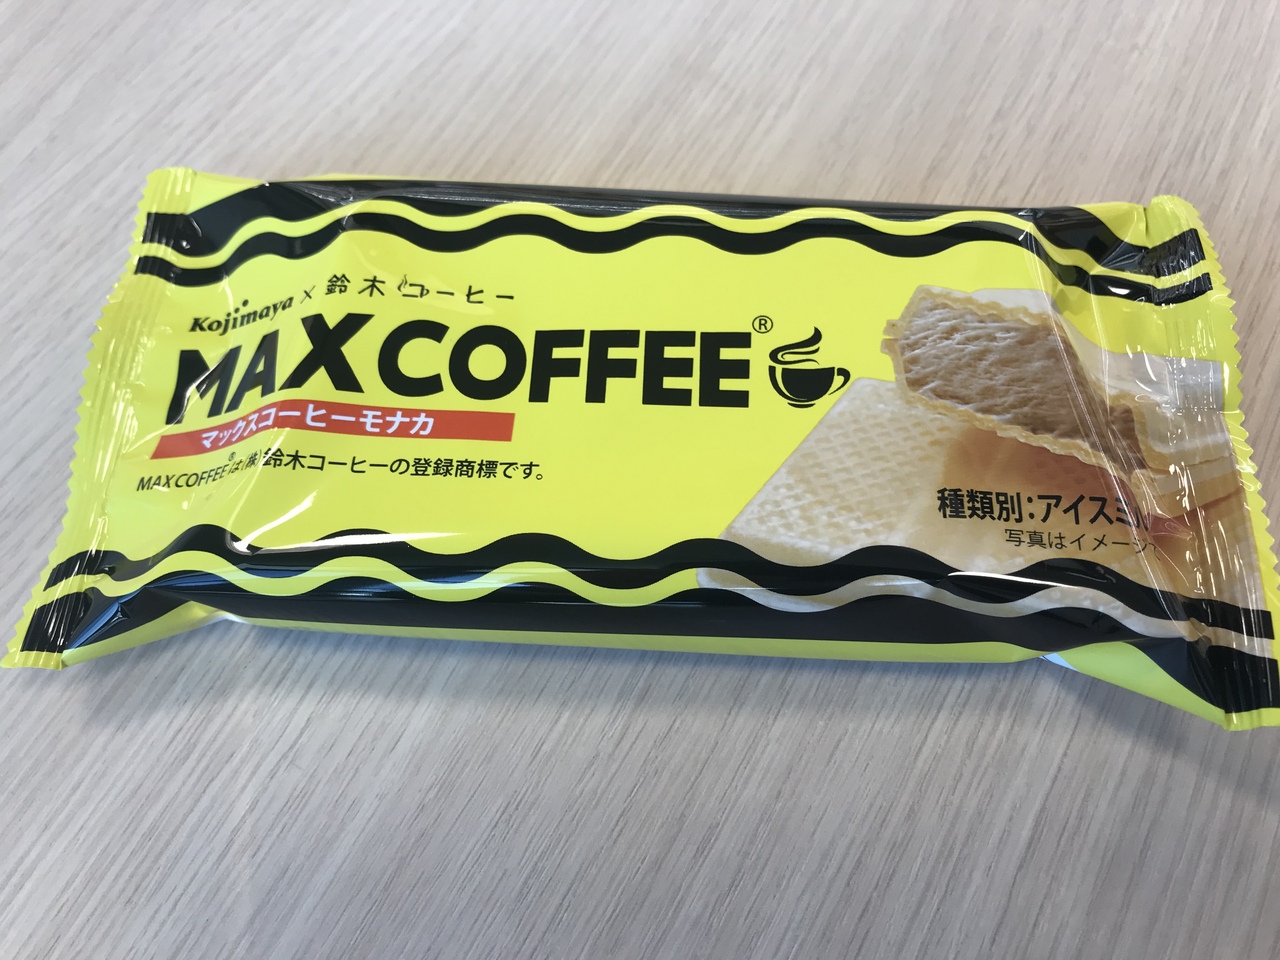 Kojimaya × 鈴木コーヒー
MAX COFFEE®
マックスコーヒーモナカ
MAX COFFEE®は(株)鈴木コーヒーの登録商標です。
種類別：アイスミル
写真はイメージ